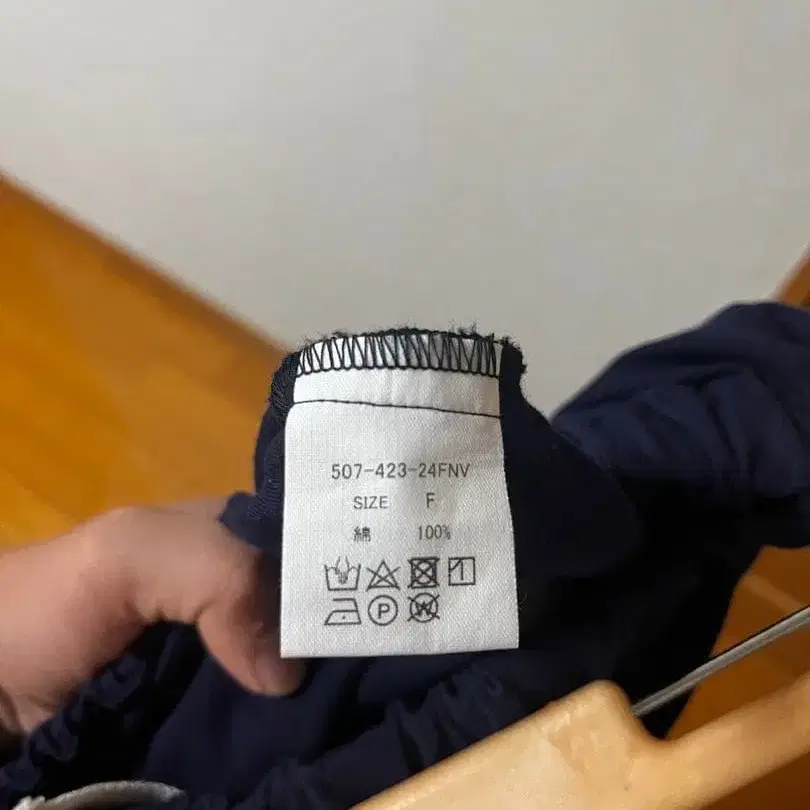 507-423-24FNV
SIZE F
綿 100%
P W